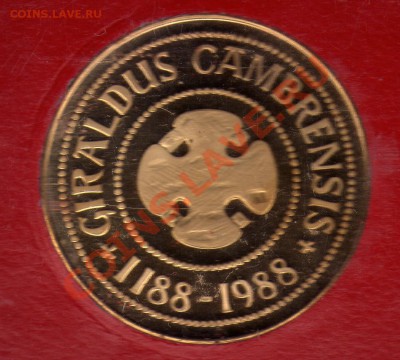 COINS.LAVE.RU
GIRALDUS CAMBRENSIS
1188-1988
COINS.LAVE.RU